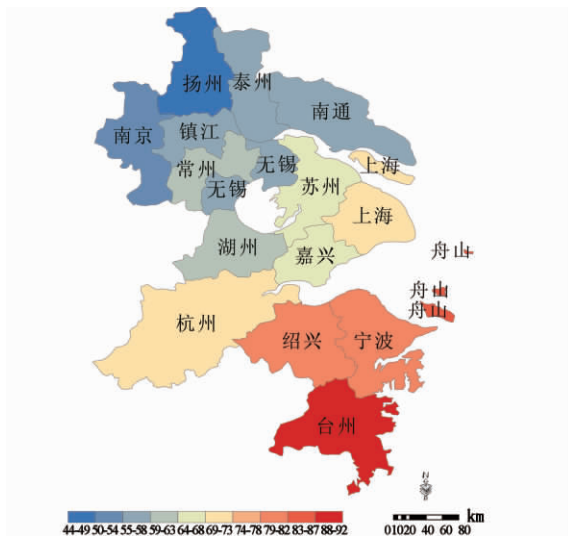 扬州
泰州
南通
南京
镇江
常州
无锡
上海
无锡
苏州
上海
湖州
嘉兴
舟山
舟山
舟山
杭州
绍兴
宁波
台州
N
km
44-49 50-54 55-58 59-63 64-68 69-73 74-78 79-82 83-87 88-92
01020 40 60 80